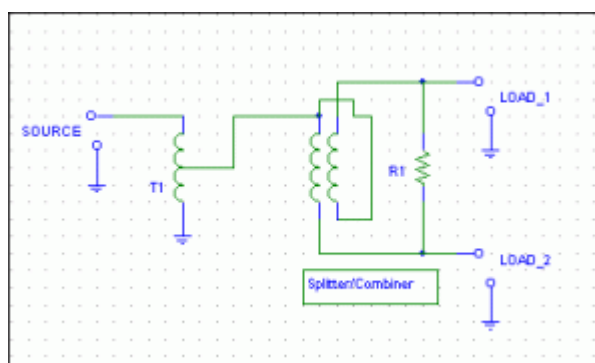 LOAD_1
SOURCE
T1
R1
LOAD_2
Splitter/Combiner